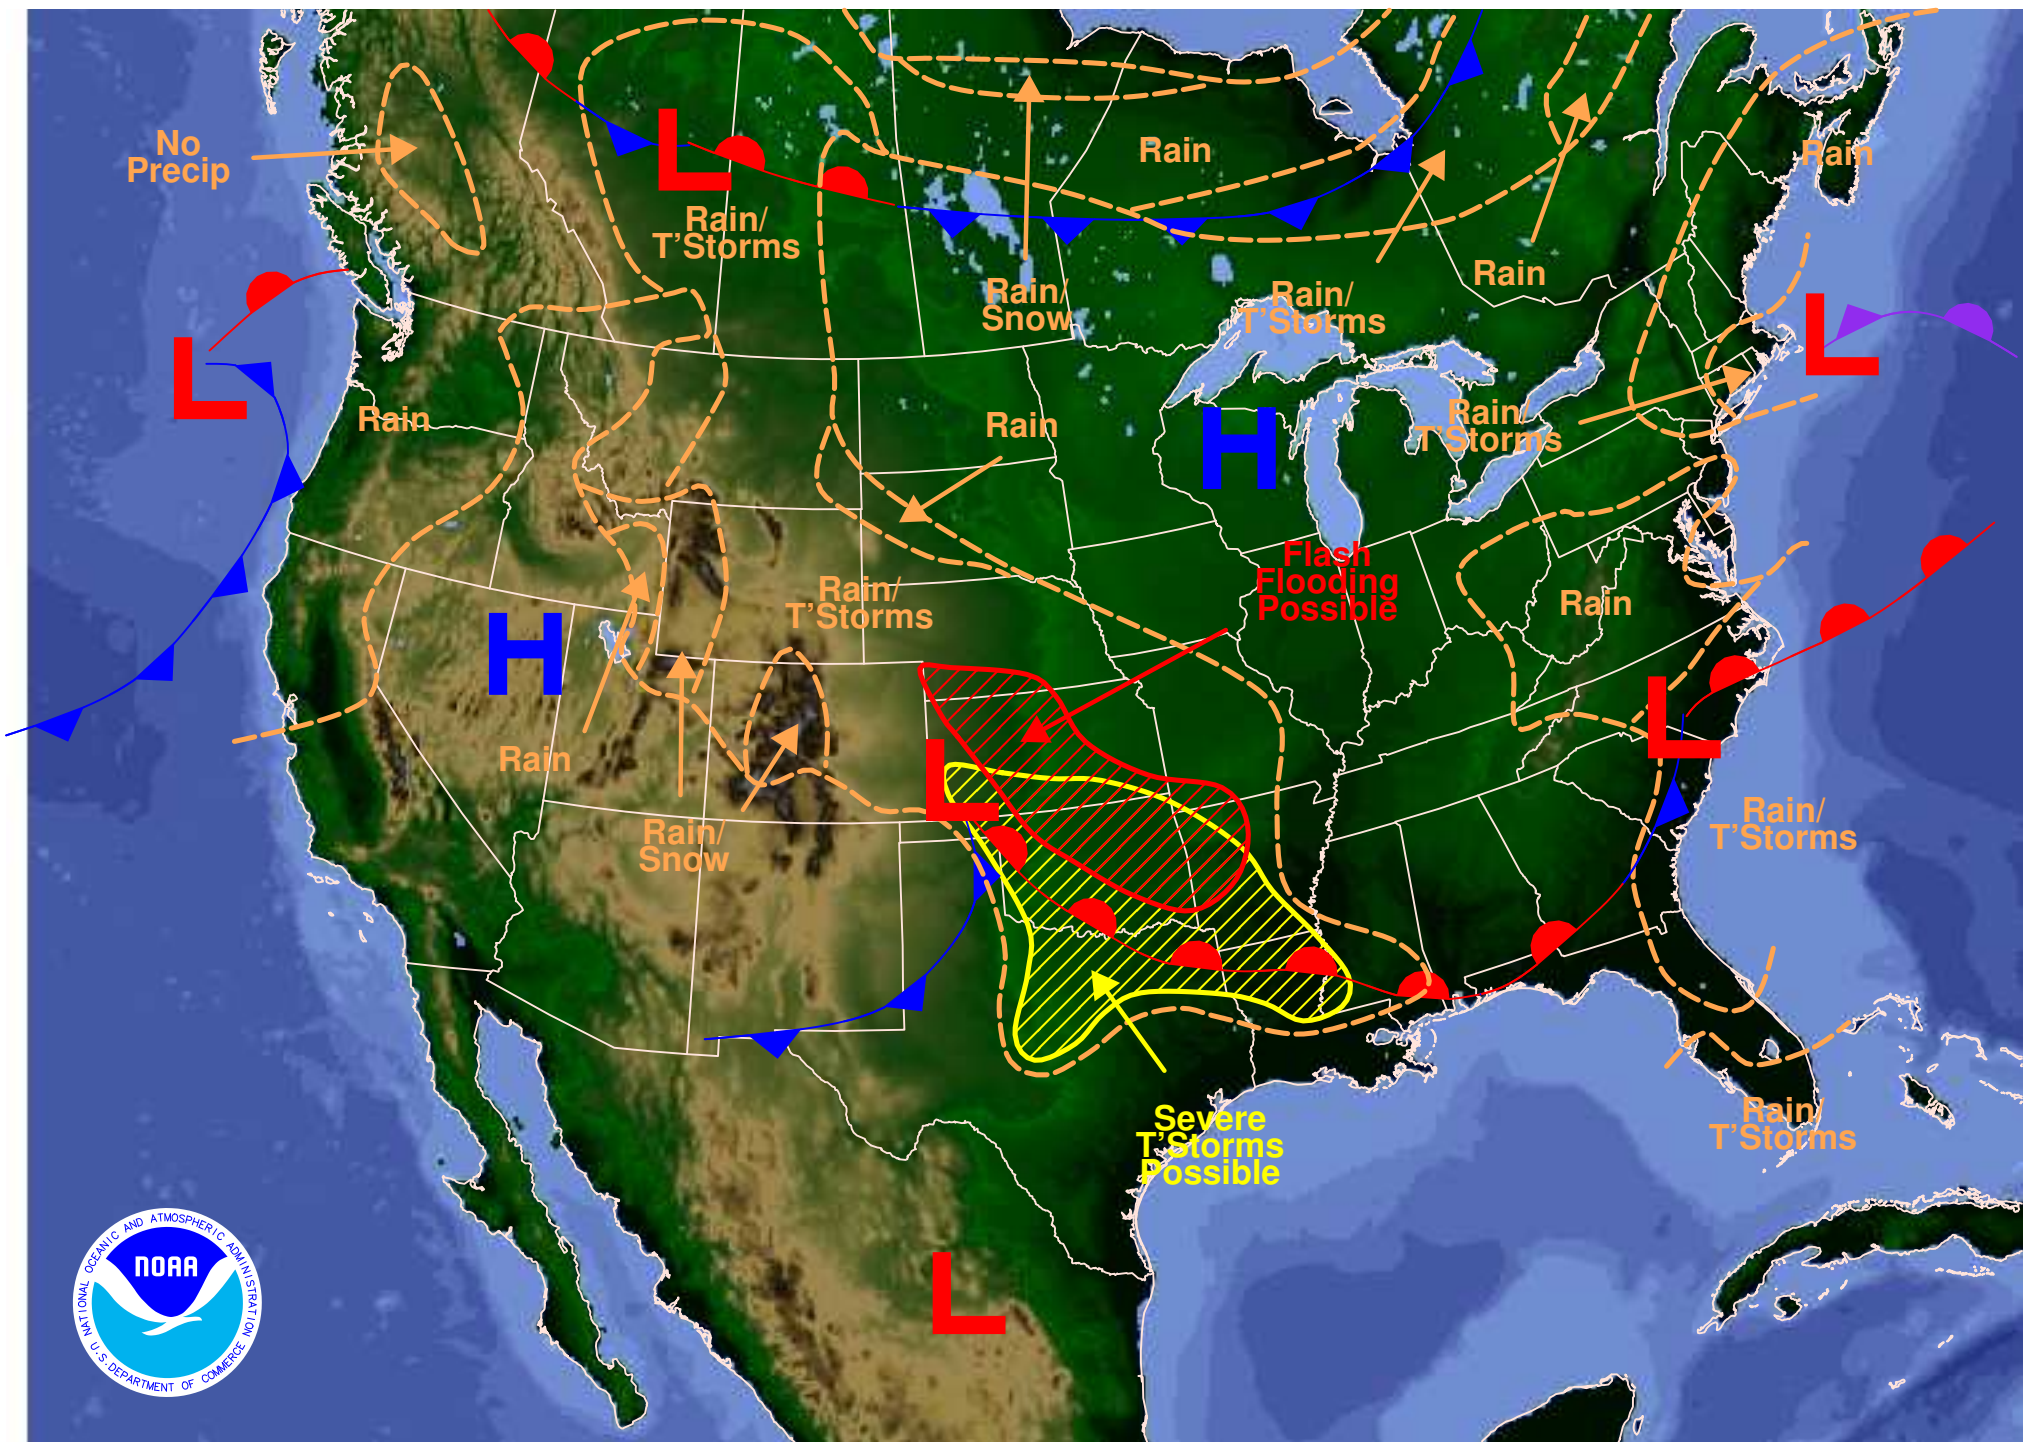 No
Precip
Rain
Rain
Rain/
T'Storms
Rain
Rain/
Snow
Rain/
T'Storms
L
L
L
Rain
Rain
Rain/
T'Storms
H
Flash
Flooding
Possible
Rain/
T'Storms
Rain
H
L
Rain
L
Rain/
Snow
Rain/
T'Storms
Severe
T'Storms
Possible
Rain/
T'Storms
L
NATIONAL OCEANIC AND ATMOSPHERIC ADMINISTRATION
NOAA
U.S. DEPARTMENT OF COMMERCE